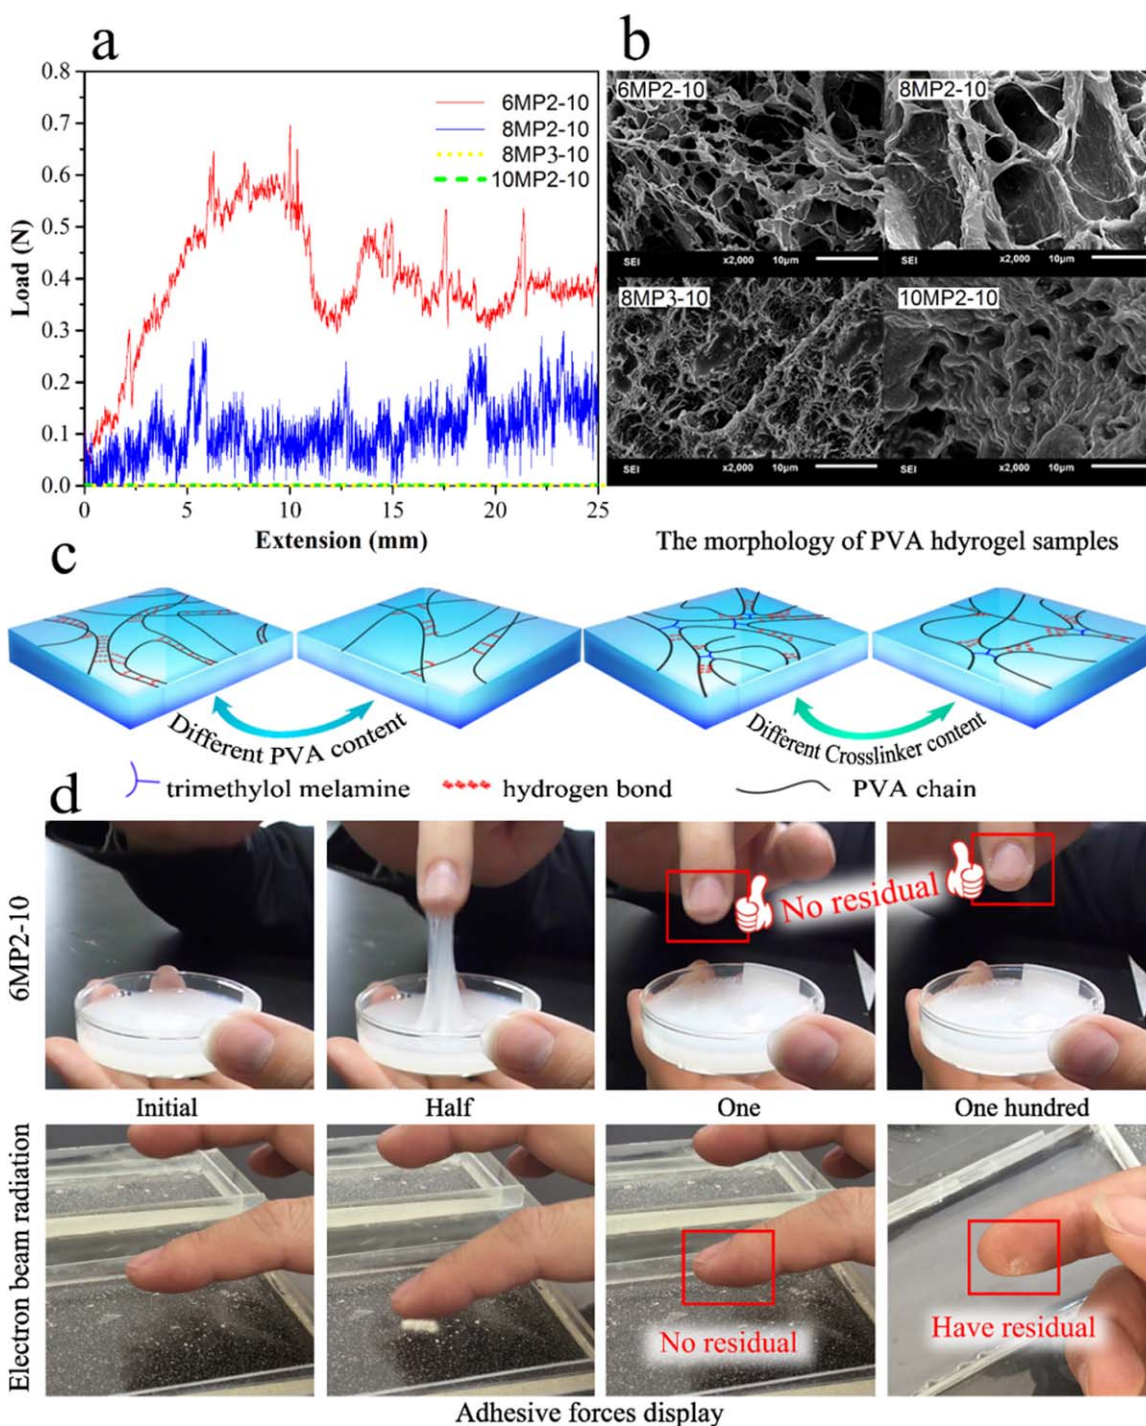 a
0.8
0.7
0.6
0.5
0.4
0.3
0.2
0.1
0.0
Load (N)
6MP2-10
8MP2-10
8MP3-10
10MP2-10
0
5
10
15
20
25
Extension (mm)
b
6MP2-10
SEI x2,000 10μm
8MP2-10
SEI x2,000 10μm
8MP3-10
SEI x2,000 10μm
10MP2-10
SEI x2,000 10μm
The morphology of PVA hdyrogel samples
c
Different PVA content
Different Crosslinker content
trimethylol melamine
hydrogen bond
PVA chain
d
6MP2-10
No residual
Initial
Half
One
One hundred
Electron beam radiation
No residual
Have residual
Adhesive forces display